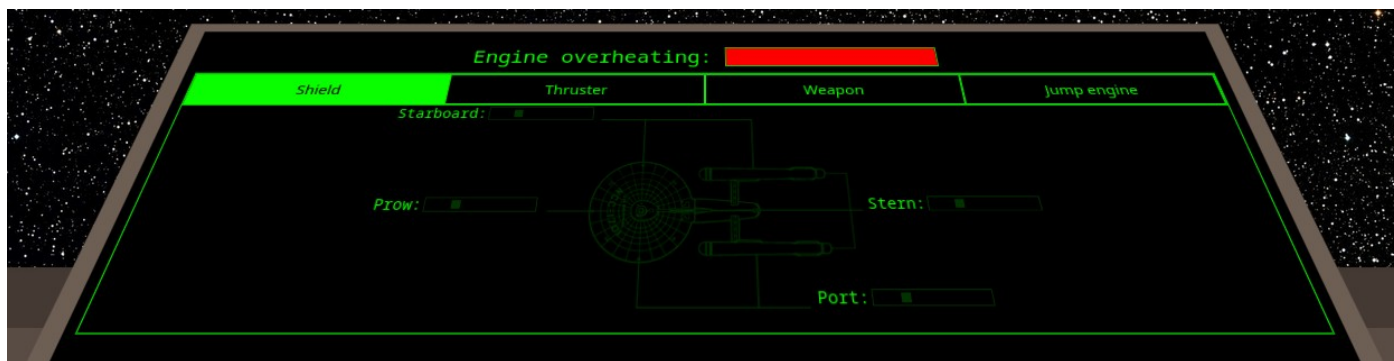 Engine overheating:
Shield Thruster Weapon Jump engine
Starboard:
Prow: Stern:
Port: